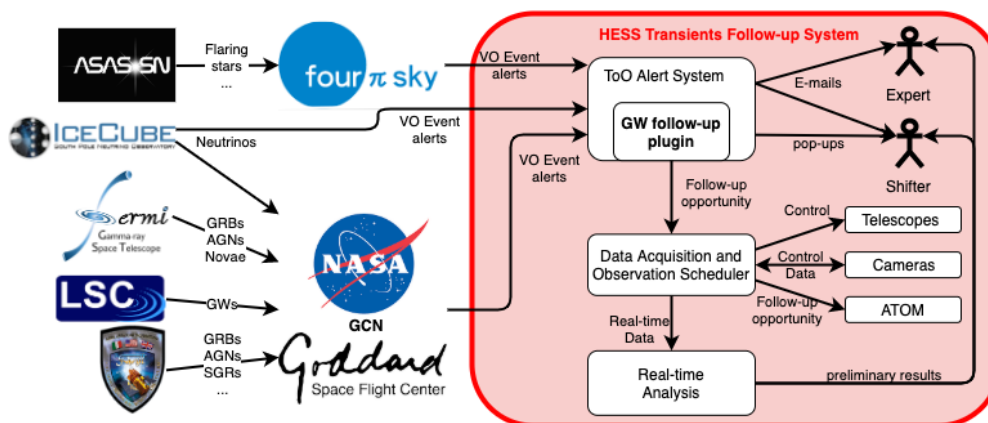 HESS Transients Follow-up System
ASAS-SN
Flaring
stars
...
four π sky
VO Event
alerts
ToO Alert System
GW follow-up
plugin
E-mails
Expert
pop-ups
Shifter
ICECUBE
SOUTH POLE NEUTRINO OBSERVATORY
Neutrinos
VO Event
alerts
VO Event
alerts
Follow-up
opportunity
Fermi
Gamma-ray
Space Telescope
GRBs
AGNs
Novae
NASA
GCN
LSC
GWs
Data Acquisition and
Observation Scheduler
Control
Telescopes
Control
Data
Cameras
Follow-up
opportunity
ATOM
GRBs
AGNs
SGRs
...
Goddard
Space Flight Center
Real-time
Data
Real-time
Analysis
preliminary results